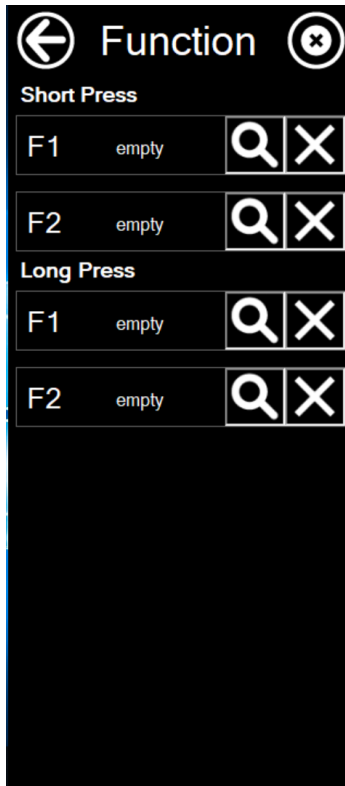 Function
Short Press
F1 empty
F2 empty
Long Press
F1 empty
F2 empty